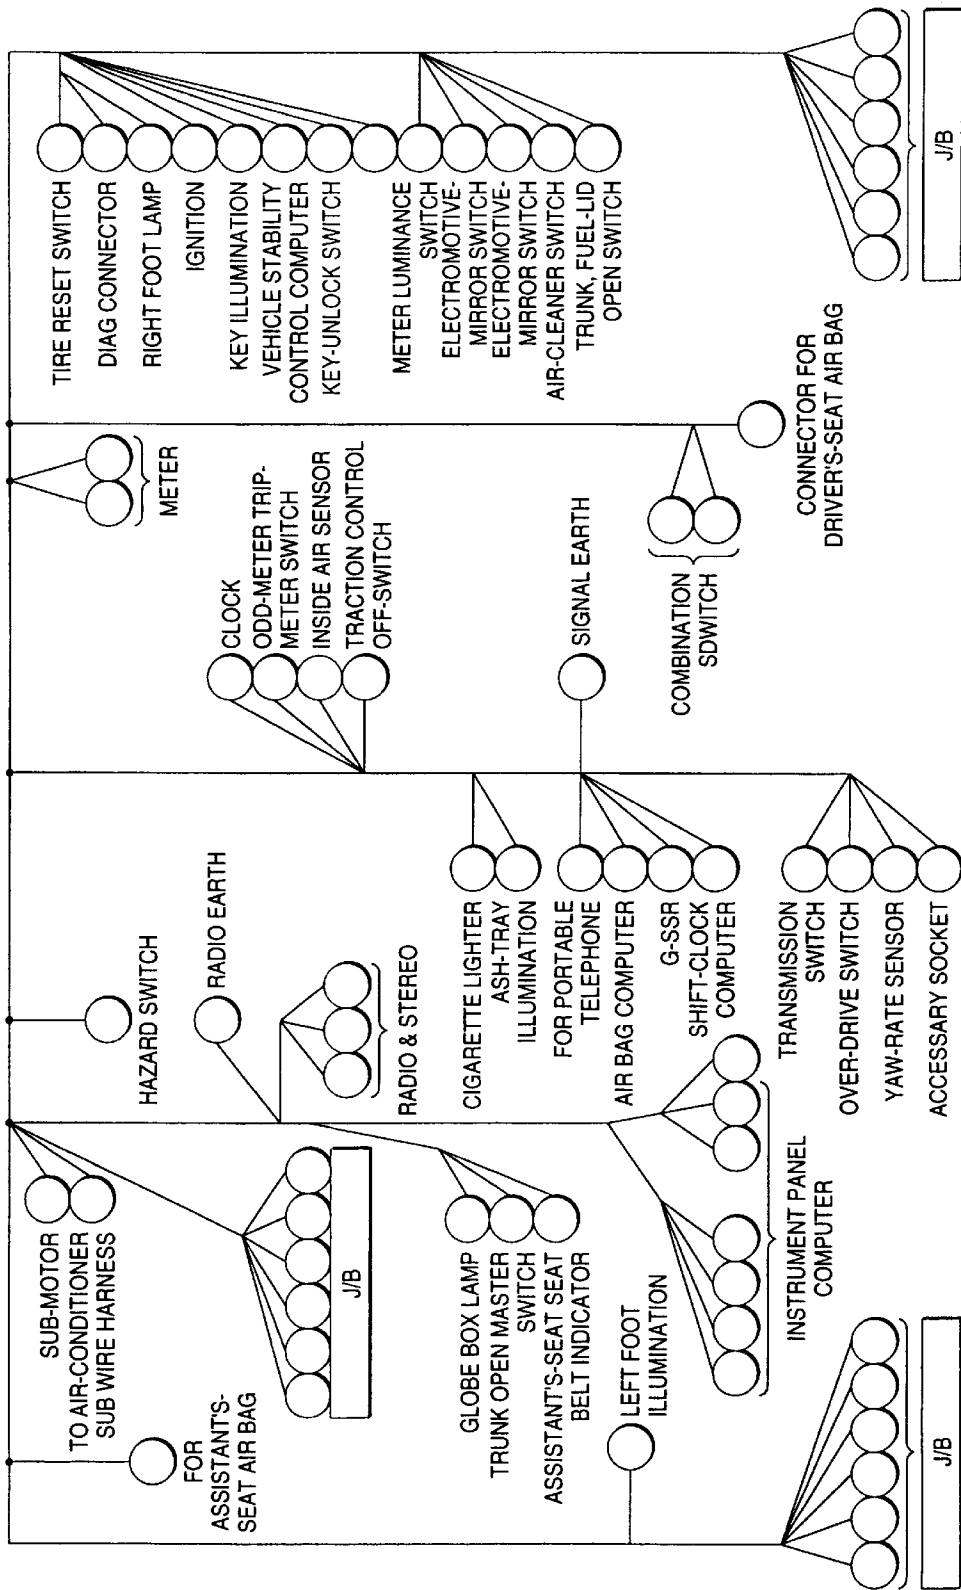 TIRE RESET SWITCH
DIAG CONNECTOR
RIGHT FOOT LAMP
IGNITION
KEY ILLUMINATION
VEHICLE STABILITY
CONTROL COMPUTER
KEY-UNLOCK SWITCH
METER LUMINANCE
SWITCH
ELECTROMOTIVE-
MIRROR SWITCH
ELECTROMOTIVE-
MIRROR SWITCH
AIR-CLEANER SWITCH
TRUNK, FUEL-LID
OPEN SWITCH
J/B
METER
CONNECTOR FOR
DRIVER'S-SEAT AIR BAG
COMBINATION
SDWITCH
CLOCK
ODD-METER TRIP-
METER SWITCH
INSIDE AIR SENSOR
TRACTION CONTROL
OFF-SWITCH
SIGNAL EARTH
CIGARETTE LIGHTER
ASH-TRAY
ILLUMINATION
FOR PORTABLE
TELEPHONE
AIR BAG COMPUTER
G-SSR
SHIFT-CLOCK
COMPUTER
TRANSMISSION
SWITCH
OVER-DRIVE SWITCH
YAW-RATE SENSOR
ACCESSARY SOCKET
HAZARD SWITCH
RADIO EARTH
RADIO & STEREO
SUB-MOTOR
TO AIR-CONDITIONER
SUB WIRE HARNESS
J/B
GLOBE BOX LAMP
TRUNK OPEN MASTER
SWITCH
ASSISTANT'S-SEAT SEAT
BELT INDICATOR
INSTRUMENT PANEL
COMPUTER
FOR
ASSISTANT'S-
SEAT AIR BAG
LEFT FOOT
ILLUMINATION
J/B